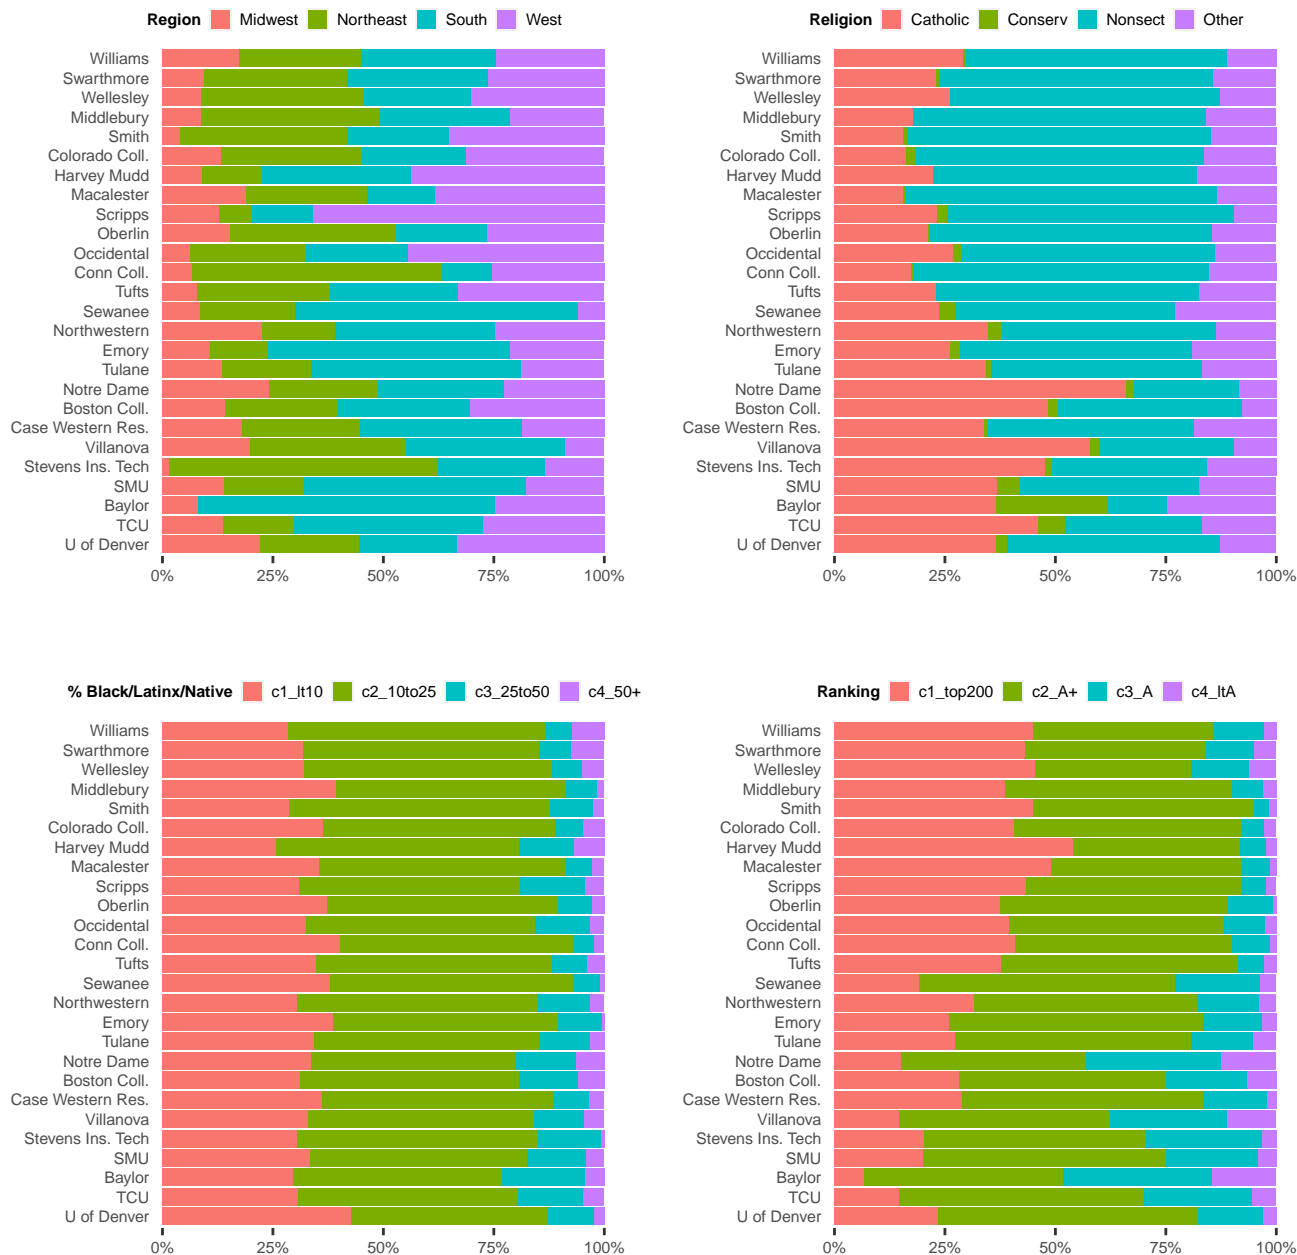 Region Midwest Northeast South West
Williams
Swarthmore
Wellesley
Middlebury
Smith
Colorado Coll.
Harvey Mudd
Macalester
Scripps
Oberlin
Occidental
Conn Coll.
Tufts
Sewanee
Northwestern
Emory
Tulane
Notre Dame
Boston Coll.
Case Western Res.
Villanova
Stevens Ins. Tech
SMU
Baylor
TCU
U of Denver
0% 25% 50% 75% 100%
Religion Catholic Conserv Nonsect Other
Williams
Swarthmore
Wellesley
Middlebury
Smith
Colorado Coll.
Harvey Mudd
Macalester
Scripps
Oberlin
Occidental
Conn Coll.
Tufts
Sewanee
Northwestern
Emory
Tulane
Notre Dame
Boston Coll.
Case Western Res.
Villanova
Stevens Ins. Tech
SMU
Baylor
TCU
U of Denver
0% 25% 50% 75% 100%
% Black/Latinx/Native c1_lt10 c2_10to25 c3_25to50 c4_50+
Williams
Swarthmore
Wellesley
Middlebury
Smith
Colorado Coll.
Harvey Mudd
Macalester
Scripps
Oberlin
Occidental
Conn Coll.
Tufts
Sewanee
Northwestern
Emory
Tulane
Notre Dame
Boston Coll.
Case Western Res.
Villanova
Stevens Ins. Tech
SMU
Baylor
TCU
U of Denver
0% 25% 50% 75% 100%
Ranking c1_top200 c2_A+ c3_A c4_ltA
Williams
Swarthmore
Wellesley
Middlebury
Smith
Colorado Coll.
Harvey Mudd
Macalester
Scripps
Oberlin
Occidental
Conn Coll.
Tufts
Sewanee
Northwestern
Emory
Tulane
Notre Dame
Boston Coll.
Case Western Res.
Villanova
Stevens Ins. Tech
SMU
Baylor
TCU
U of Denver
0% 25% 50% 75% 100%